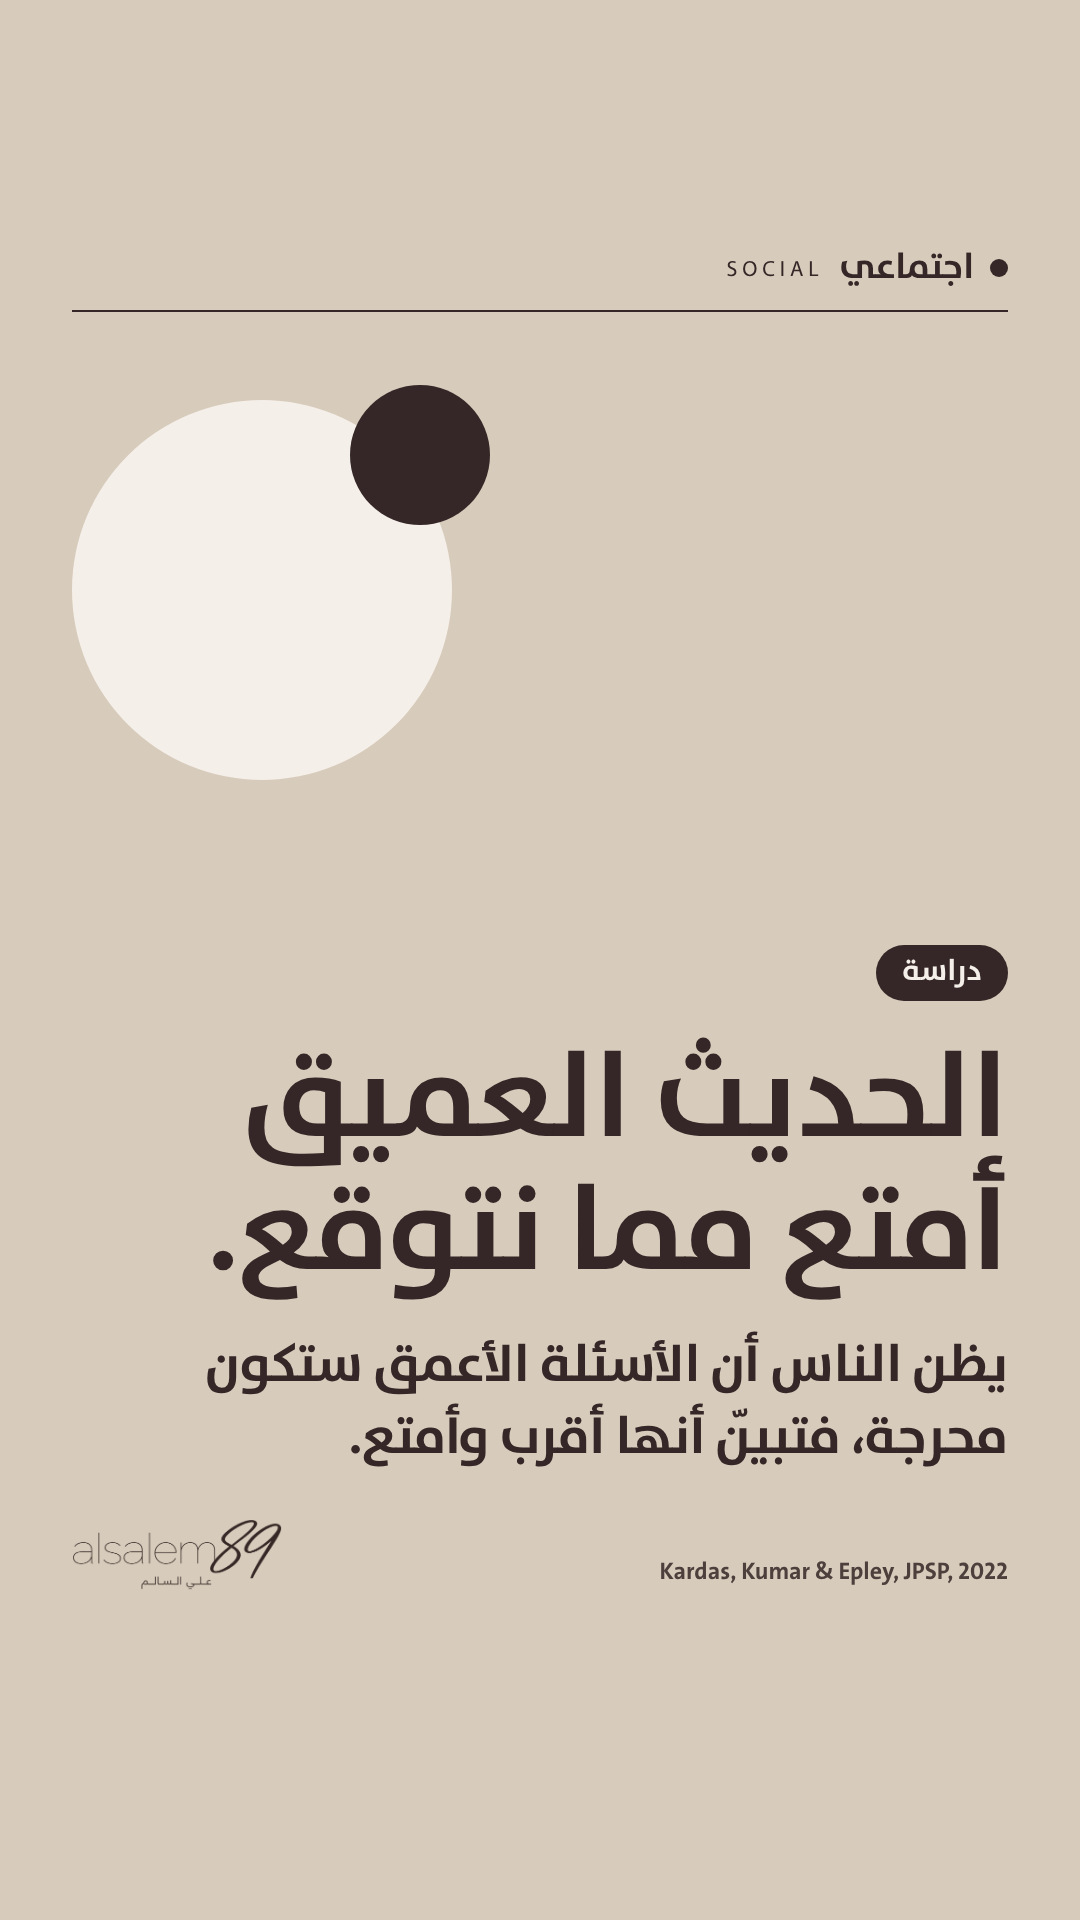 اجتماعي SOCIAL
دراسة
الحديث العميق
أمتع مما نتوقع.
يظن الناس أن الأسئلة الأعمق ستكون
محرجة، فتبينّ أنها أقرب وأمتع.
Kardas, Kumar & Epley, JPSP, 2022
alsalem89
علي السالم